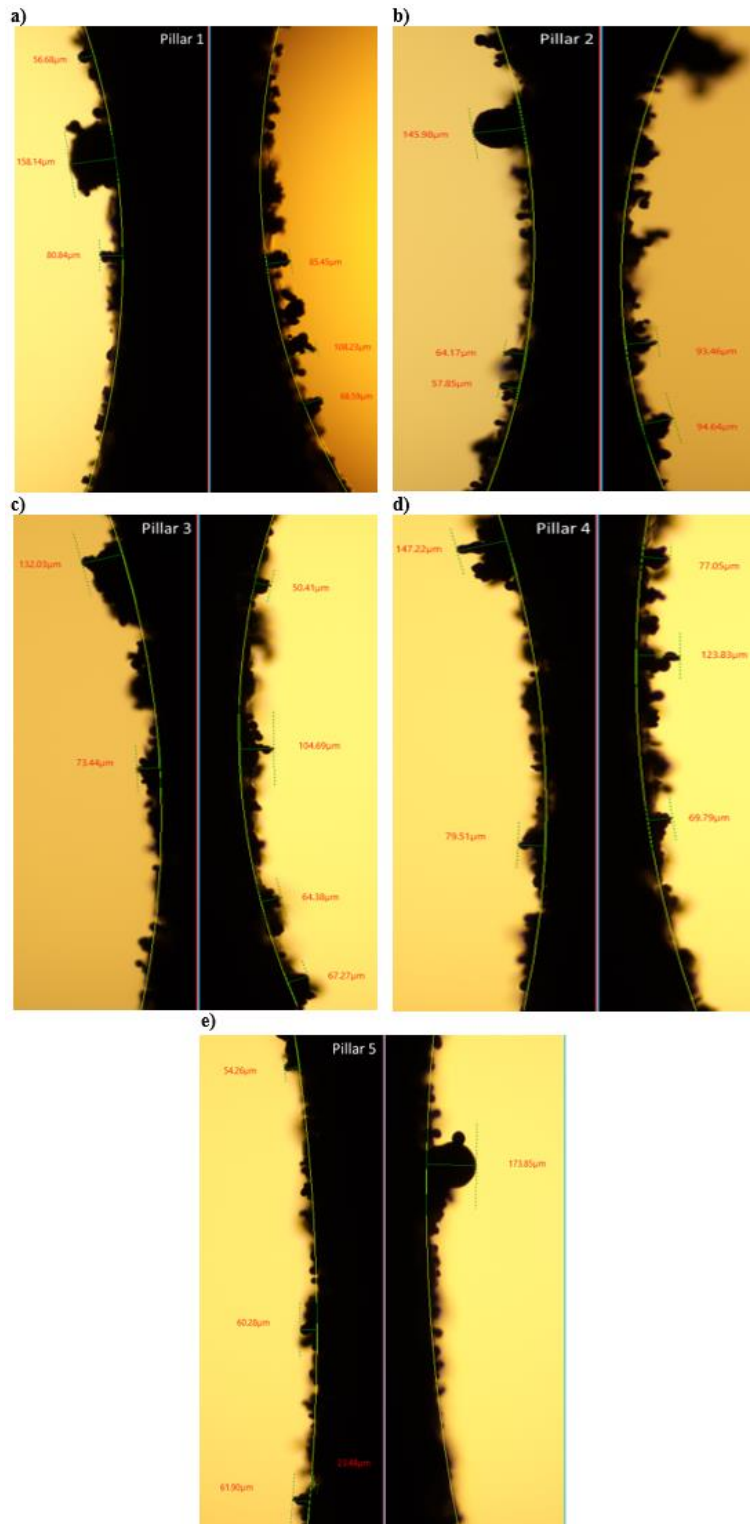 a)
Pillar 1
56.68µm
158.14µm
80.84µm
85.45µm
108.23µm
68.59µm
b)
Pillar 2
145.98µm
64.17µm
57.85µm
93.46µm
94.64µm
c)
Pillar 3
132.03µm
50.41µm
73.44µm
104.69µm
64.38µm
67.27µm
d)
Pillar 4
147.22µm
77.05µm
123.83µm
79.51µm
69.79µm
e)
Pillar 5
54.26µm
173.85µm
60.28µm
61.90µm